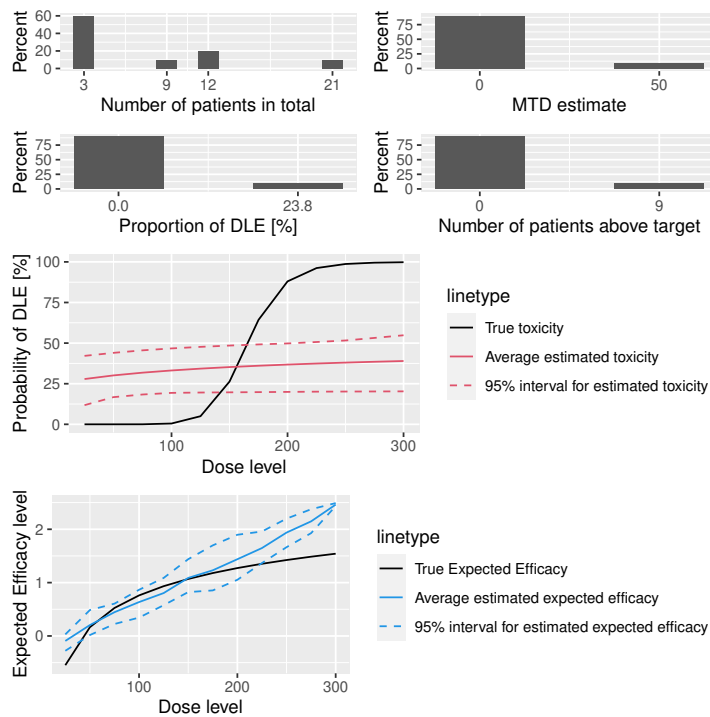 Percent
60
40
20
0
3
9
12
21
Number of patients in total
Percent
75
50
25
0
0
50
MTD estimate
Percent
75
50
25
0
0.0
23.8
Proportion of DLE [%]
Percent
75
50
25
0
0
9
Number of patients above target
Probability of DLE [%]
100
75
50
25
0
100
200
300
Dose level
linetype
True toxicity
Average estimated toxicity
95% interval for estimated toxicity
Expected Efficacy level
2
1
0
100
200
300
Dose level
linetype
True Expected Efficacy
Average estimated expected efficacy
95% interval for estimated expected efficacy